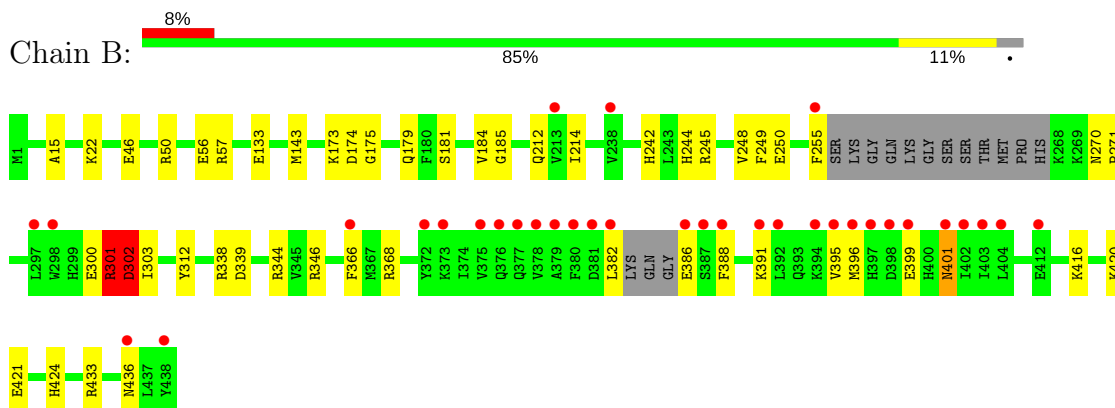 8%
Chain B:
85% 11% •
M1 A15 K22 E46 R50 E56 R57 E133 M143 K173 D174 G175 Q179 F180 S181 V184 G185 Q212 V213 I214 V238 H242 L243 H244 R245 V248 F249 E250 F255 SER LYS GLY GLN LYS GLY SER SER THR MET PRO HIS K268 K269 N270
L297 W298 H299 E300 R301 D302 I303 Y312 R338 D339 R344 V345 R346 F366 M367 R368 Y372 K373 I374 V375 Q376 Q377 V378 A379 F380 D381 L382 LYS GLN GLY E386 S387 F388 K391 L392 Q393 K394 V395 M396 H397 D398 E399 H400 N401 I402 I403 L404 E412 K416
E421 H424 R433 N436 L437 Y438